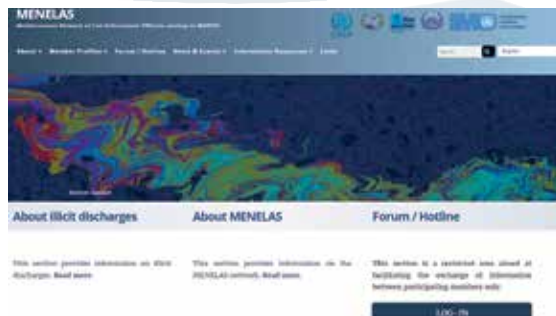 MENELAS
Mediterranean Network of Law Enforcement Officials relating to MARPOL
About Member Profiles Forum / Hotline News & Events Information Resources Links
English
About illicit discharges
About MENELAS
Forum / Hotline
This section provides information on illicit
discharges. Read more
This section provides information on the
MENELAS network. Read more
This section is a restricted area aimed at
facilitating the exchange of information
between participating members only
LOG - IN